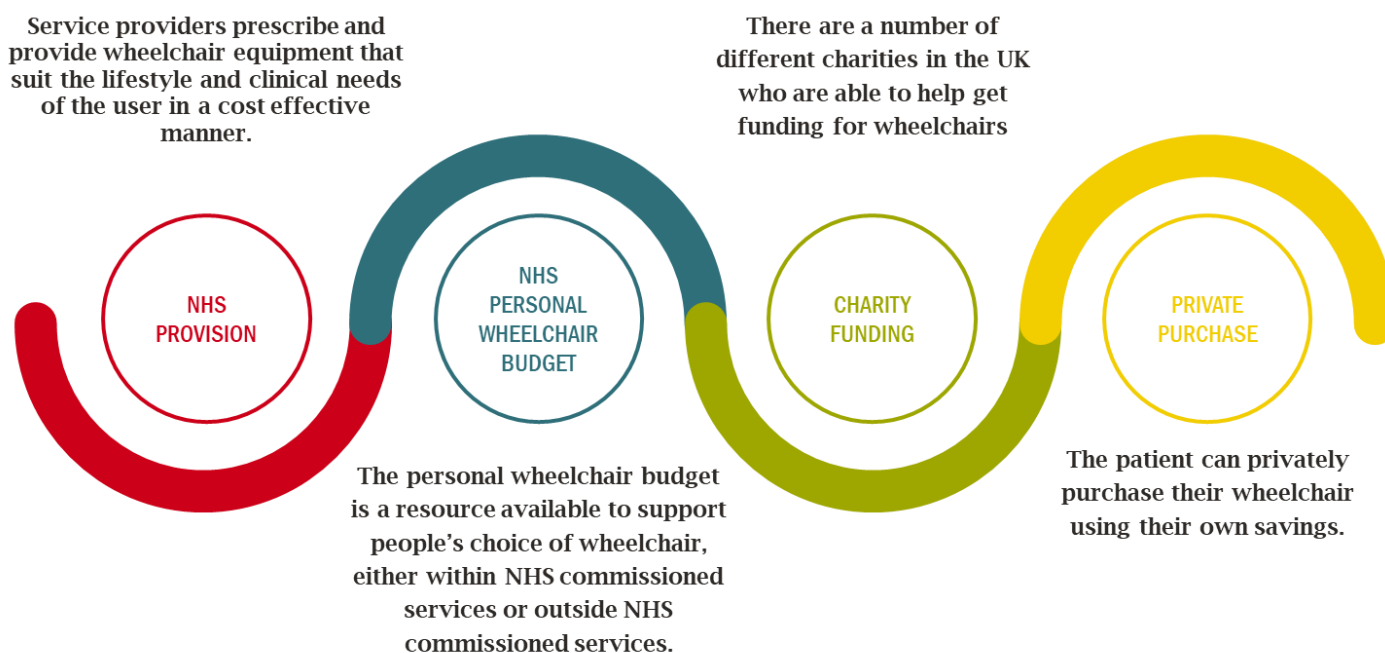 Service providers prescribe and
provide wheelchair equipment that
suit the lifestyle and clinical needs
of the user in a cost effective
manner.
NHS
PROVISION
NHS
PERSONAL
WHEELCHAIR
BUDGET
The personal wheelchair budget
is a resource available to support
people’s choice of wheelchair,
either within NHS commissioned
services or outside NHS
commissioned services.
There are a number of
different charities in the UK
who are able to help get
funding for wheelchairs
CHARITY
FUNDING
PRIVATE
PURCHASE
The patient can privately
purchase their wheelchair
using their own savings.